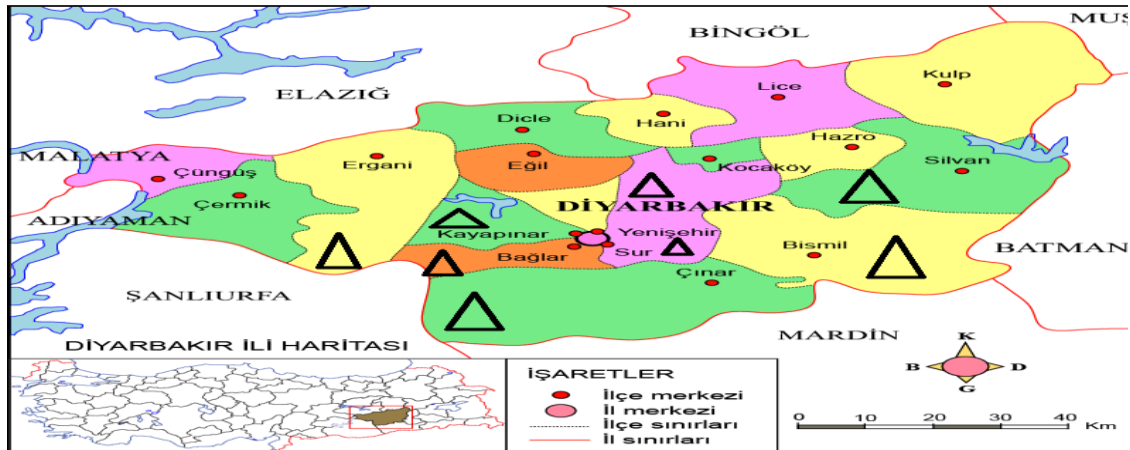 MUŞ
BİNGÖL
Kulp
Lice
ELAZIĞ
Dicle
Hani
Hazro
Ergani
Eğil
Kocaköy
Silvan
MALATYA
Çüngüş
Çermik
DİYARBAKIR
ADIYAMAN
Kayapınar
Yenişehir
Bismil
BATMAN
Bağlar
Sur
Çınar
ŞANLIURFA
MARDİN
DİYARBAKIR İLİ HARİTASI
K
B
D
G
İŞARETLER
İlçe merkezi
İl merkezi
İlçe sınırları
İl sınırları
0 10 20 30 40
Km